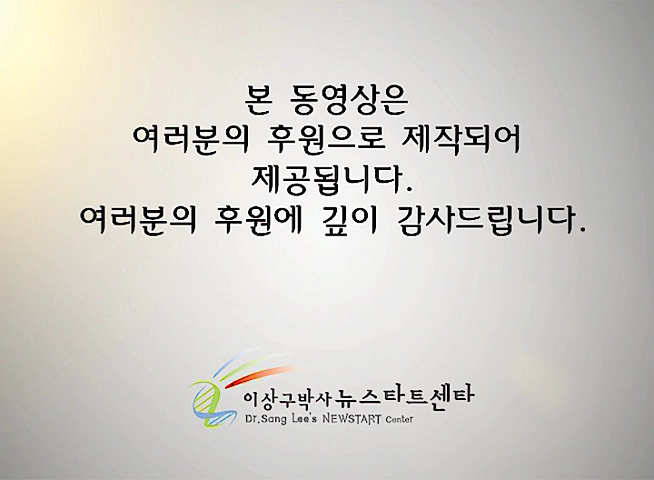 본 동영상은
여러분의 후원으로 제작되어
제공됩니다.
여러분의 후원에 깊이 감사드립니다.
이상구박사 뉴스타트센타
Dr.Sang Lee's NEWSTART Center